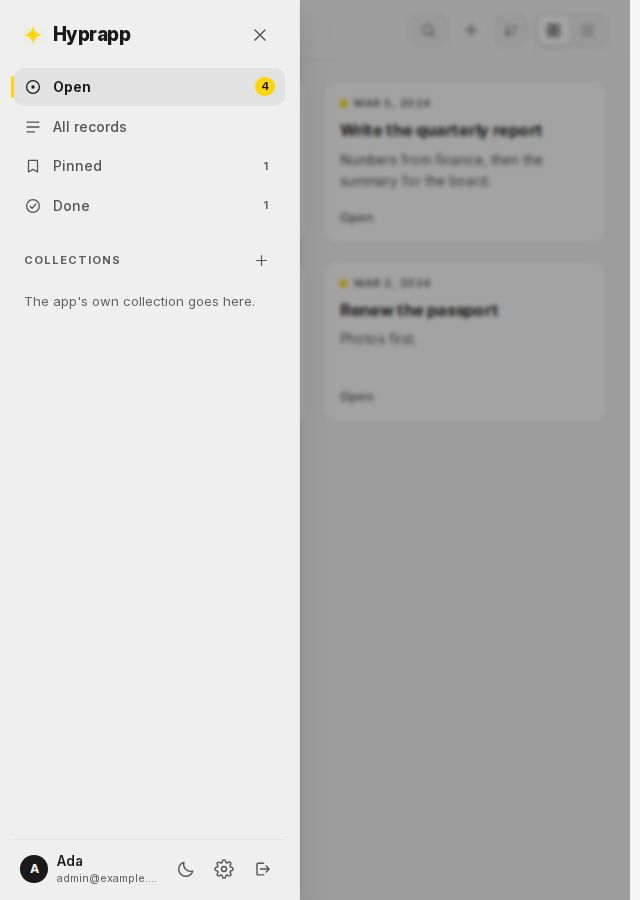 Hyprapp
Open 4
All records
Pinned 1
Done 1
COLLECTIONS
The app's own collection goes here.
A
Ada
admin@example....
MAR 5, 2024
Write the quarterly report
Numbers from finance, then the
summary for the board.
Open
MAR 2, 2024
Renew the passport
Photos first.
Open